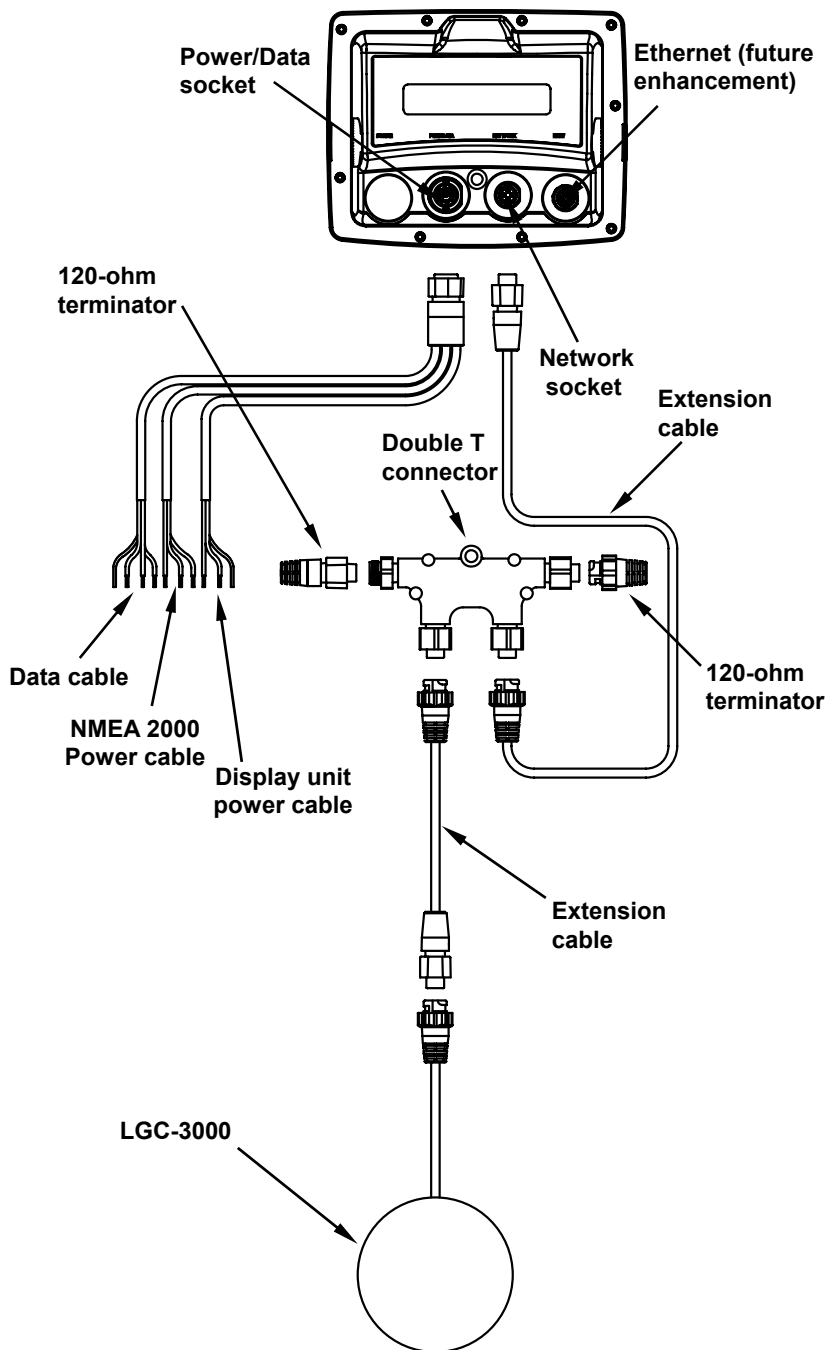 Power/Data
socket
Ethernet (future
enhancement)
120-ohm
terminator
Network
socket
Extension
cable
Double T
connector
Data cable
NMEA 2000
Power cable
Display unit
power cable
120-ohm
terminator
Extension
cable
LGC-3000